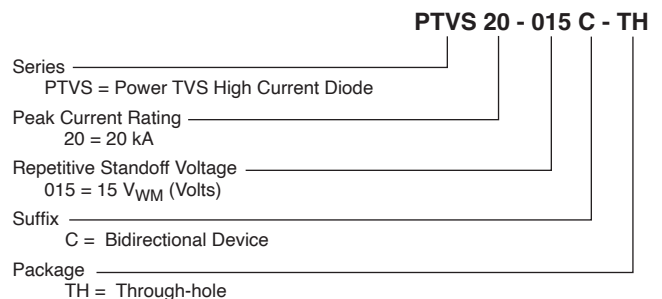 PTVS 20 - 015 C - TH
Series
PTVS = Power TVS High Current Diode
Peak Current Rating
20 = 20 kA
Repetitive Standoff Voltage
015 = 15 VWM (Volts)
Suffix
C = Bidirectional Device
Package
TH = Through-hole